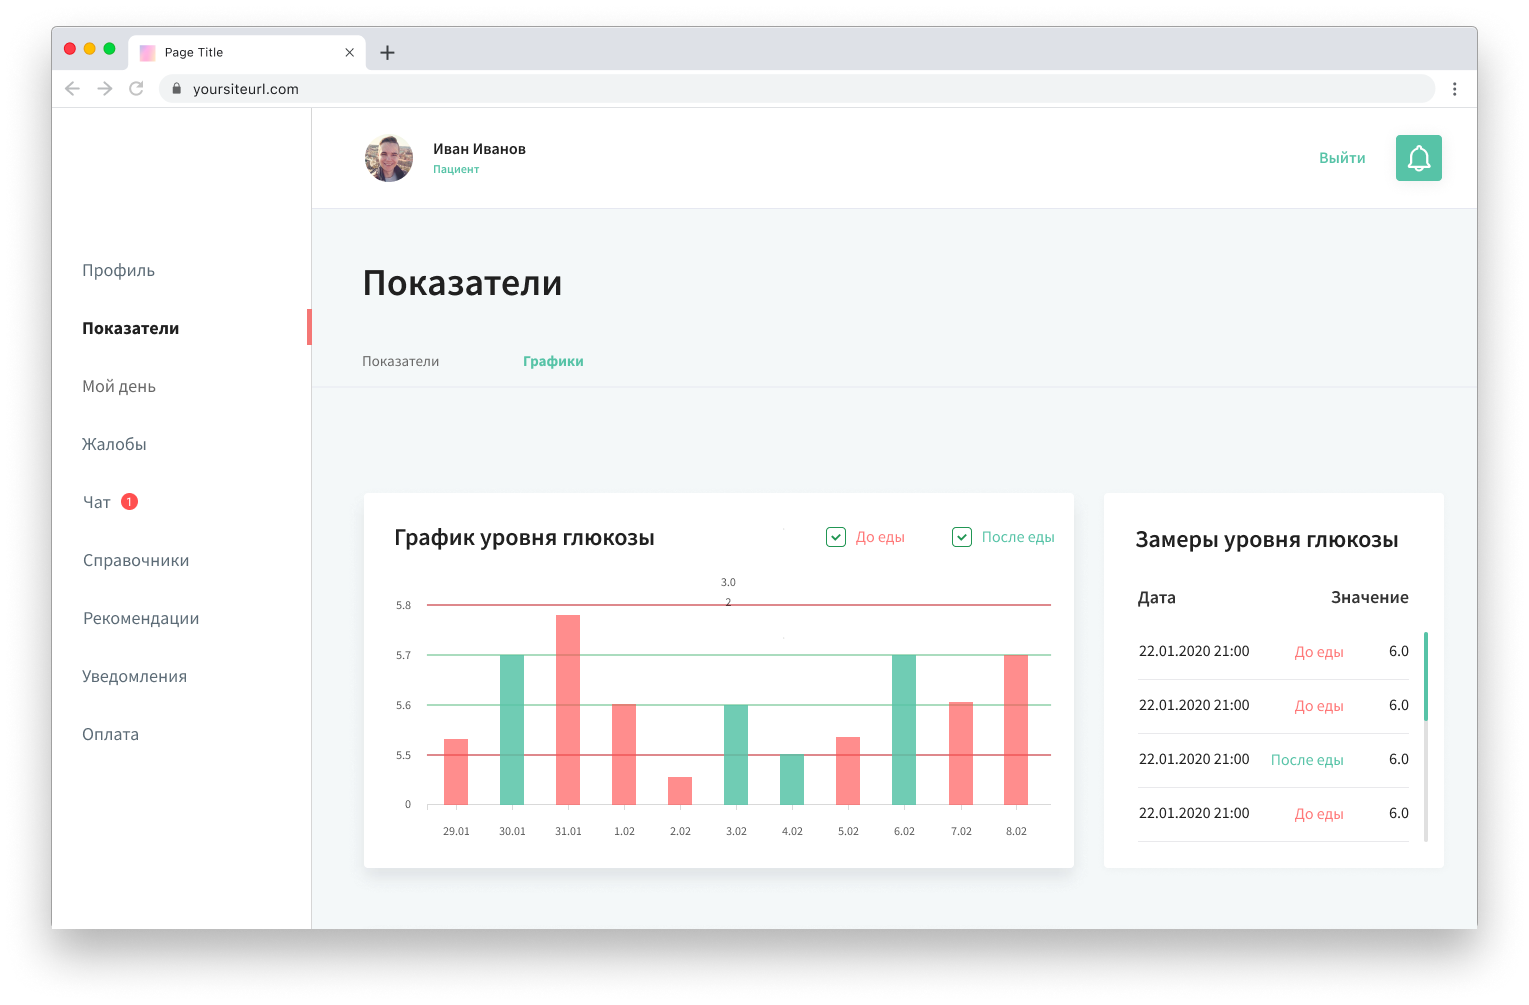 Page Title
yoursiteurl.com
Иван Иванов
Пациент
Выйти
Профиль
Показатели
Мой день
Жалобы
Чат 1
Справочники
Рекомендации
Уведомления
Оплата
Показатели
Показатели Графики
График уровня глюкозы До еды После еды
3.0
2
5.8
5.7
5.6
5.5
0
29.01 30.01 31.01 1.02 2.02 3.02 4.02 5.02 6.02 7.02 8.02
Замеры уровня глюкозы
Дата Значение
22.01.2020 21:00 До еды 6.0
22.01.2020 21:00 До еды 6.0
22.01.2020 21:00 После еды 6.0
22.01.2020 21:00 До еды 6.0